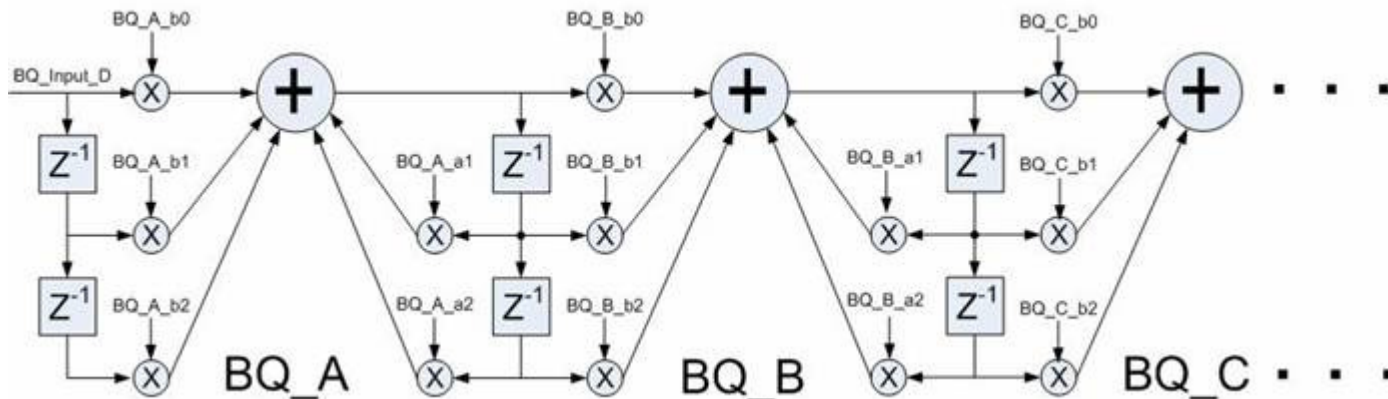 BQ_A_b0
BQ_B_b0
BQ_C_b0
BQ_Input_D
X
+
X
+
X
+
Z-1
BQ_A_b1
BQ_A_a1
Z-1
BQ_B_b1
BQ_B_a1
Z-1
BQ_C_b1
X
X
X
X
X
Z-1
BQ_A_b2
BQ_A_a2
Z-1
BQ_B_b2
BQ_B_a2
Z-1
BQ_C_b2
X
X
X
X
X
BQ_A
BQ_B
BQ_C . . .